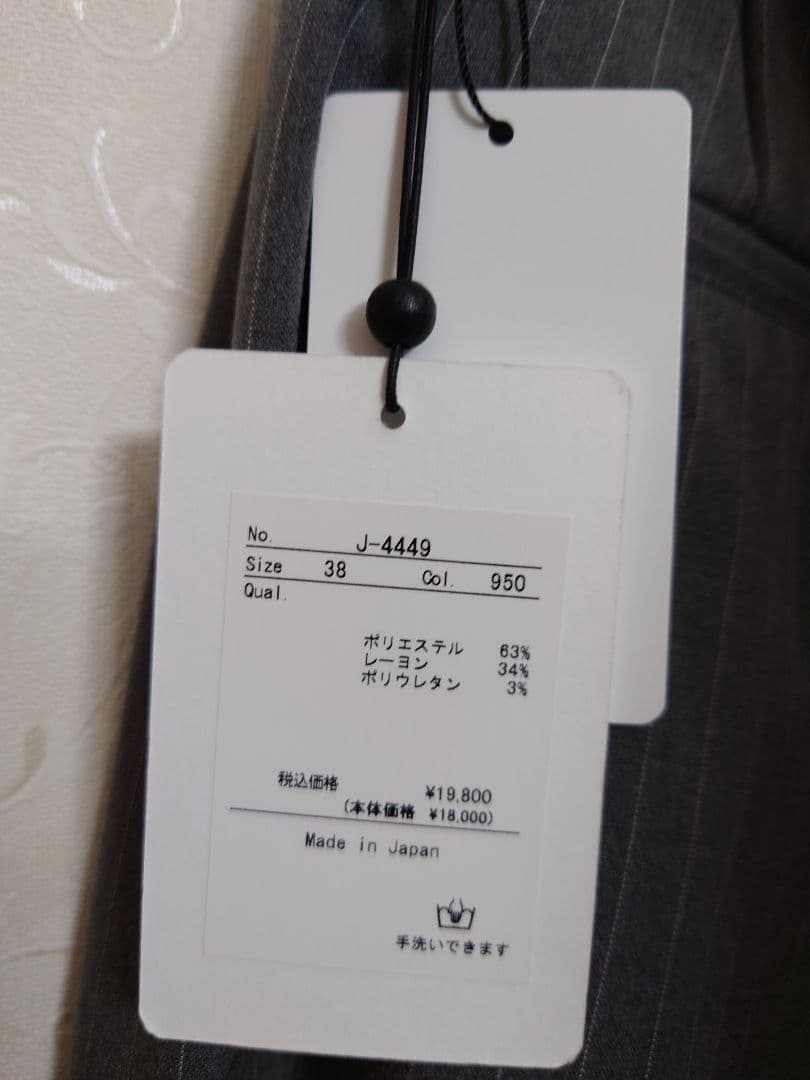 No. J-4449
Size 38 Col. 950
Qual.
ポリエステル 63%
レーヨン 34%
ポリウレタン 3%
税込価格 ¥19,800
(本体価格 ¥18,000)
Made in Japan
手洗いできます